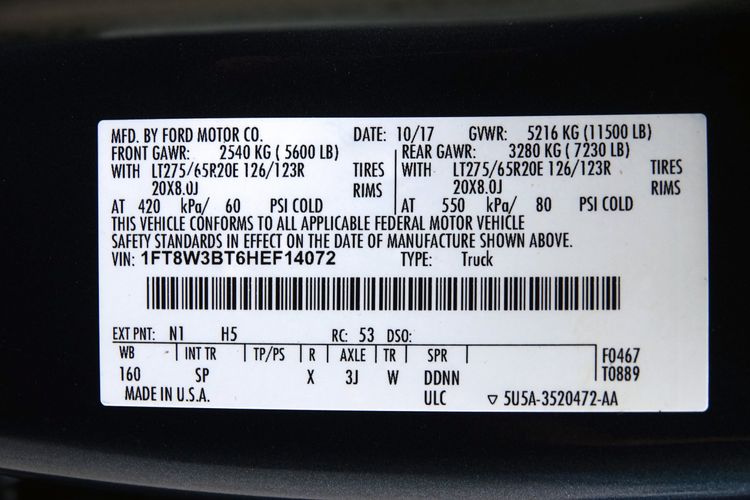 MFD. BY FORD MOTOR CO. DATE: 10/17 GVWR: 5216 KG (11500 LB)
FRONT GAWR: 2540 KG ( 5600 LB) REAR GAWR: 3280 KG ( 7230 LB)
WITH LT275/65R20E 126/123R TIRES WITH LT275/65R20E 126/123R TIRES
20X8.0J RIMS 20X8.0J RIMS
AT 420 kPa/ 60 PSI COLD AT 550 kPa/ 80 PSI COLD
THIS VEHICLE CONFORMS TO ALL APPLICABLE FEDERAL MOTOR VEHICLE
SAFETY STANDARDS IN EFFECT ON THE DATE OF MANUFACTURE SHOWN ABOVE.
VIN: 1FT8W3BT6HEF14072 TYPE: Truck
EXT PNT: N1 H5 RC: 53 DSO:
WB INT TR TP/PS R AXLE TR SPR F0467
160 SP X 3J W DDNN T0889
MADE IN U.S.A. ULC ▽ 5U5A-3520472-AA